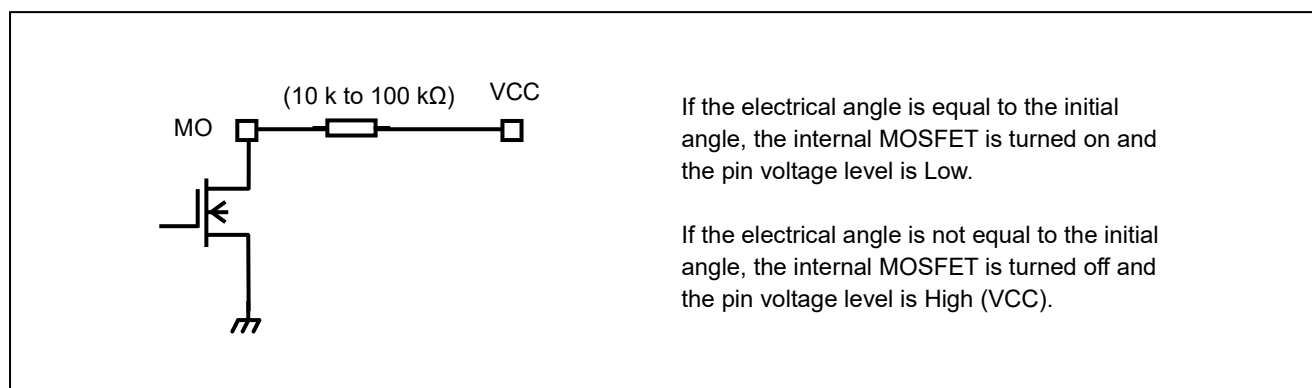 (10 k to 100 kΩ)
VCC
MO
If the electrical angle is equal to the initial
angle, the internal MOSFET is turned on and
the pin voltage level is Low.
If the electrical angle is not equal to the initial
angle, the internal MOSFET is turned off and
the pin voltage level is High (VCC).